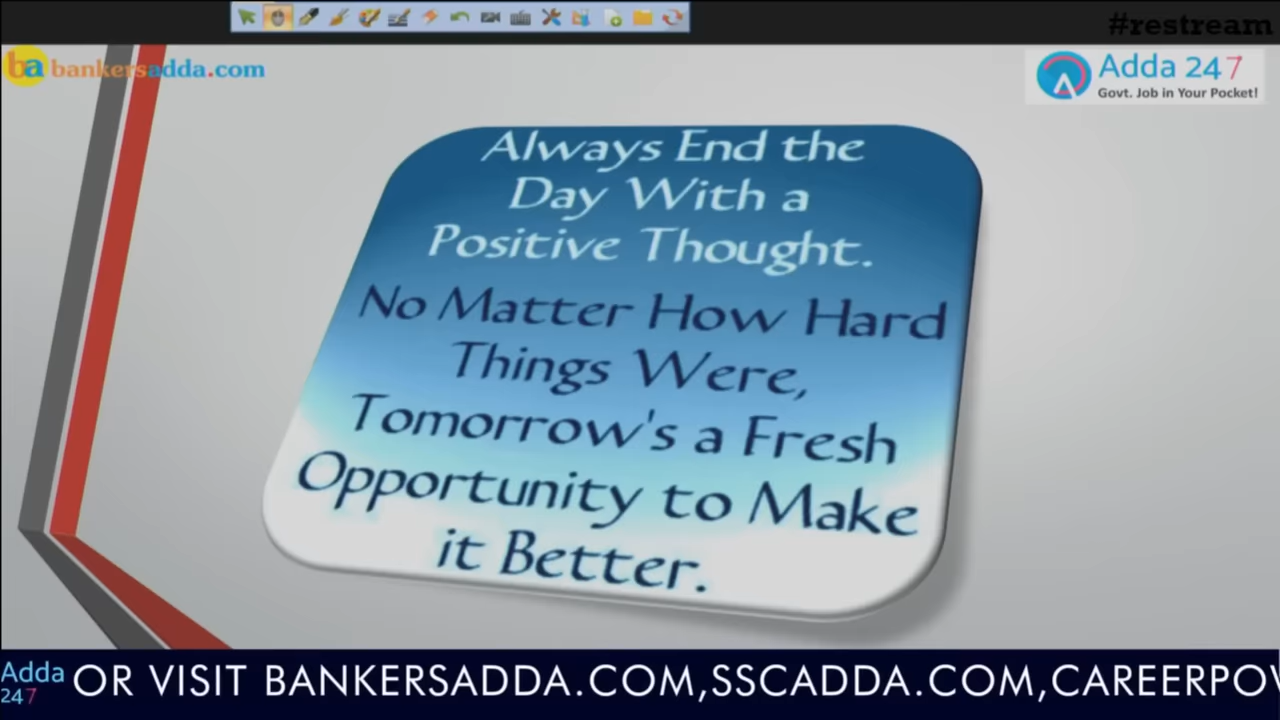 #restream
ba bankersadda.com
Adda 247
Govt. Job in Your Pocket!
Always End the
Day With a
Positive Thought.
No Matter How Hard
Things Were,
Tomorrow's a Fresh
Opportunity to Make
it Better.
Adda
247
OR VISIT BANKERSADDA.COM,SSCADDA.COM,CAREERPOW